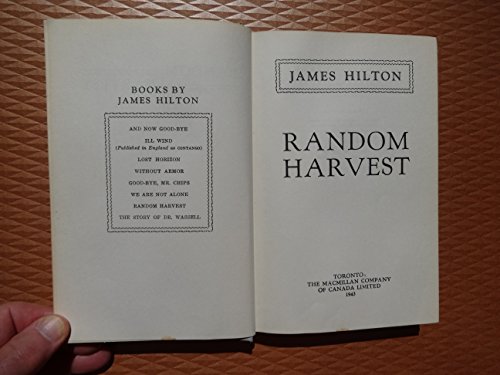 BOOKS BY
JAMES HILTON
AND NOW GOOD-BYE
ILL WIND
(Published in England as CONTANGO)
LOST HORIZON
WITHOUT ARMOR
GOOD-BYE, MR. CHIPS
WE ARE NOT ALONE
RANDOM HARVEST
THE STORY OF DR. WASSELL
JAMES HILTON
RANDOM
HARVEST
TORONTO:
THE MACMILLAN COMPANY
OF CANADA LIMITED
1943